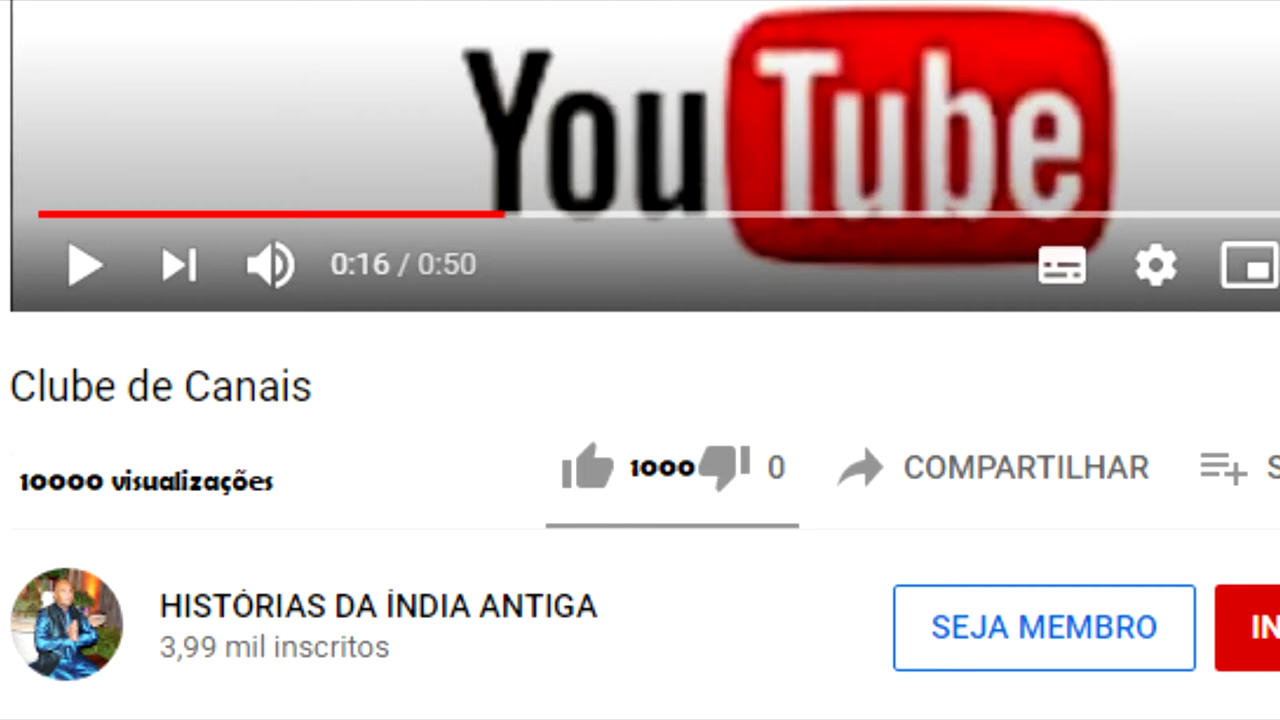 YouTube
0:16 / 0:50
Clube de Canais
10000 visualizações
1000
0
COMPARTILHAR
HISTÓRIAS DA ÍNDIA ANTIGA
3,99 mil inscritos
SEJA MEMBRO